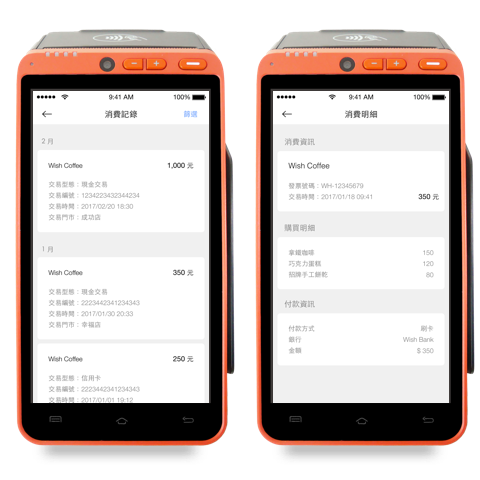 9:41 AM 100%
消費記錄 篩選
2 月
Wish Coffee 1,000 元
交易型態：現金交易
交易編號：1234223432344234
交易時間：2017/02/20 18:30
交易門市：成功店
1 月
Wish Coffee 350 元
交易型態：現金交易
交易編號：2223442341234343
交易時間：2017/01/30 20:33
交易門市：幸福店
Wish Coffee 250 元
交易型態：信用卡
交易編號：2223442341234343
交易時間：2017/01/01 19:12
9:41 AM 100%
消費明細
消費資訊
Wish Coffee
發票號碼：WH-12345679
交易時間：2017/01/18 09:41 350 元
購買明細
拿鐵咖啡 150
巧克力蛋糕 120
招牌手工餅乾 80
付款資訊
付款方式 刷卡
銀行 Wish Bank
金額 $ 350